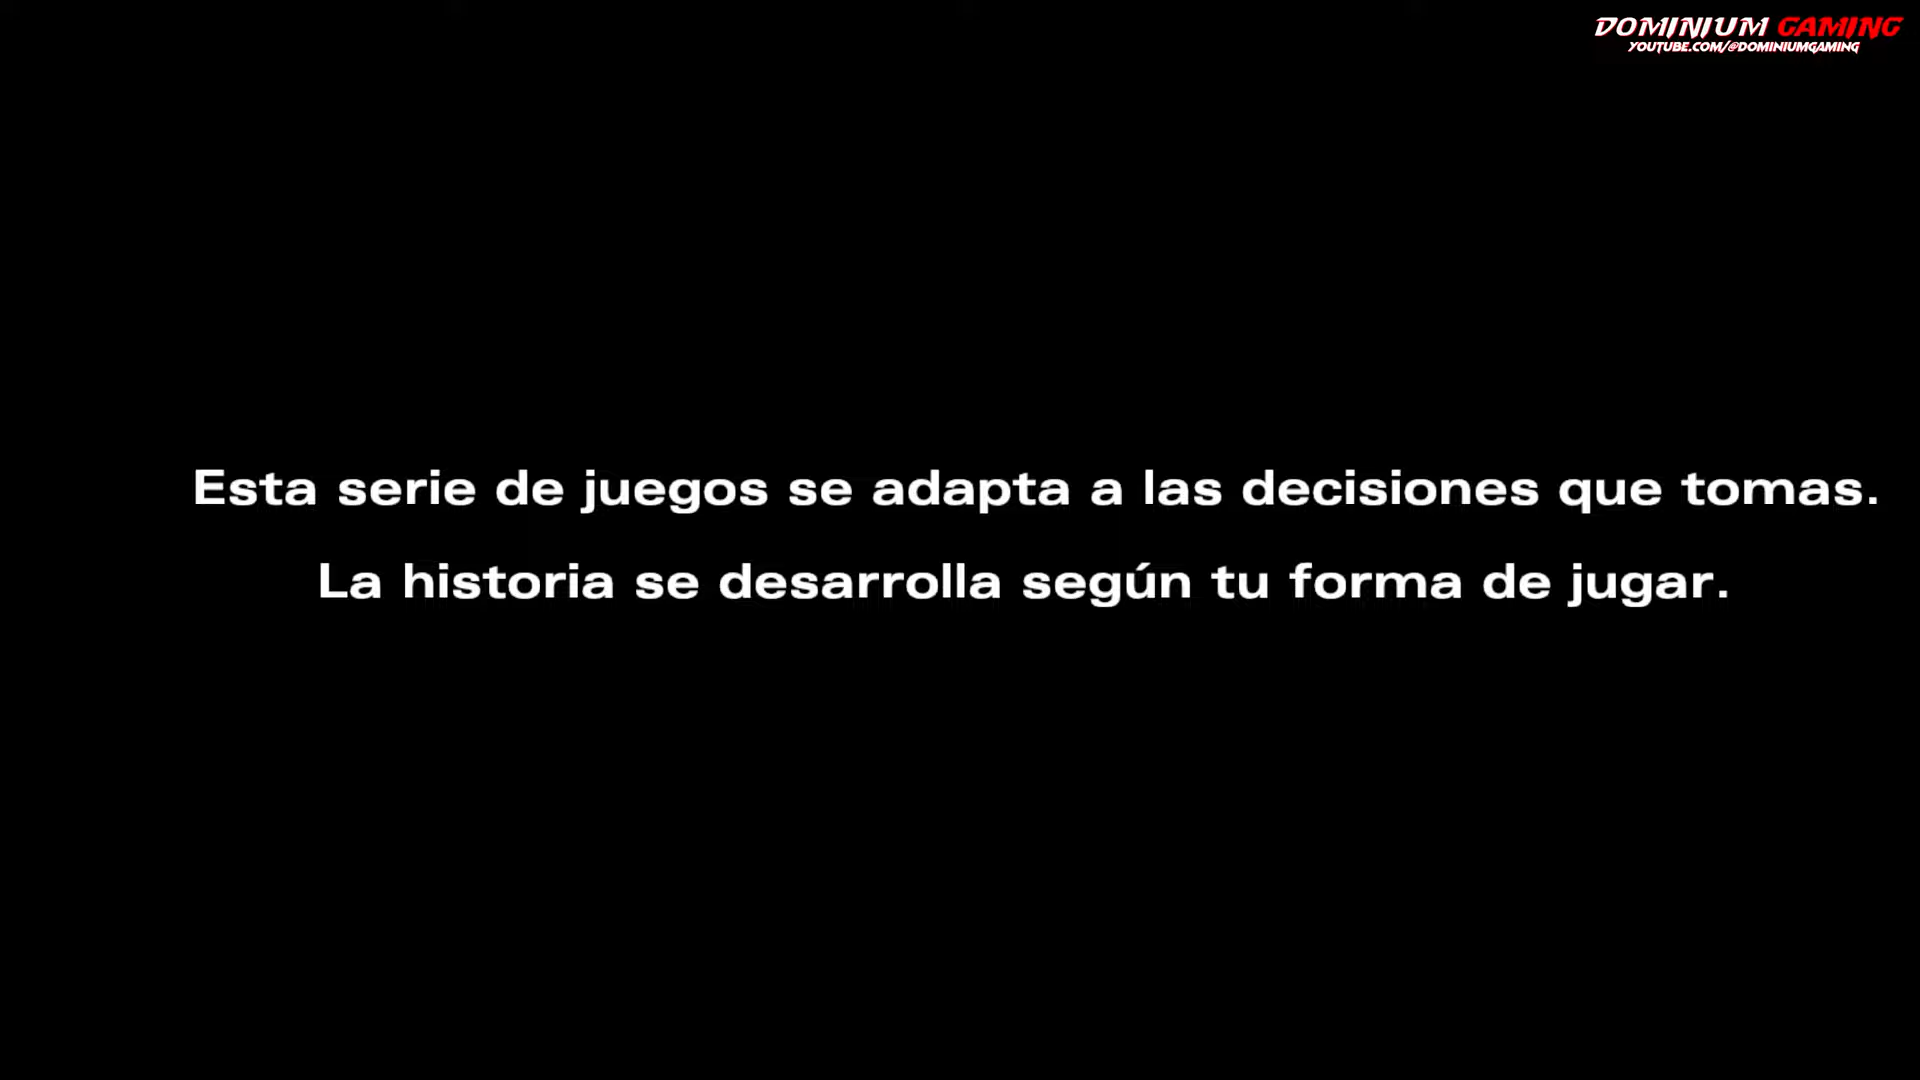 DOMINIUM GAMING
YOUTUBE.COM/@DOMINIUMGAMING
Esta serie de juegos se adapta a las decisiones que tomas.
La historia se desarrolla según tu forma de jugar.